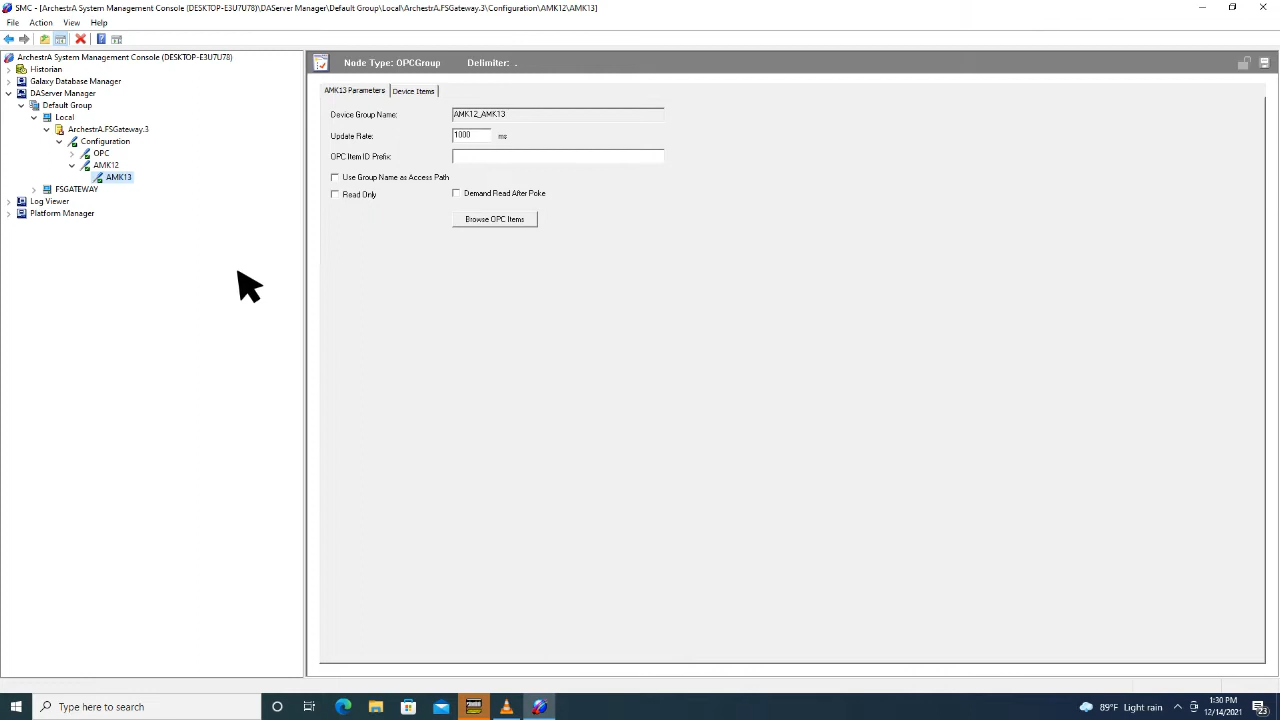 SMC - [ArchestrA System Management Console (DESKTOP-E3U7U78)\DAServer Manager\Default Group\Local\ArchestrA.FSGateway.3\Configuration\AMK12\AMK13]
File Action View Help
ArchestrA System Management Console (DESKTOP-E3U7U78)
Historian
Galaxy Database Manager
DAServer Manager
Default Group
Local
ArchestrA.FSGateway.3
Configuration
OPC
AMK12
AMK13
FSGATEWAY
Log Viewer
Platform Manager
Node Type: OPCGroup Delimiter: .
AMK13 Parameters Device Items
Device Group Name: AMK12_AMK13
Update Rate: 1000 ms
OPC Item ID Prefix:
Use Group Name as Access Path
Read Only Demand Read After Poke
Browse OPC Items
Type here to search
89°F Light rain
1:30 PM
12/14/2021
23